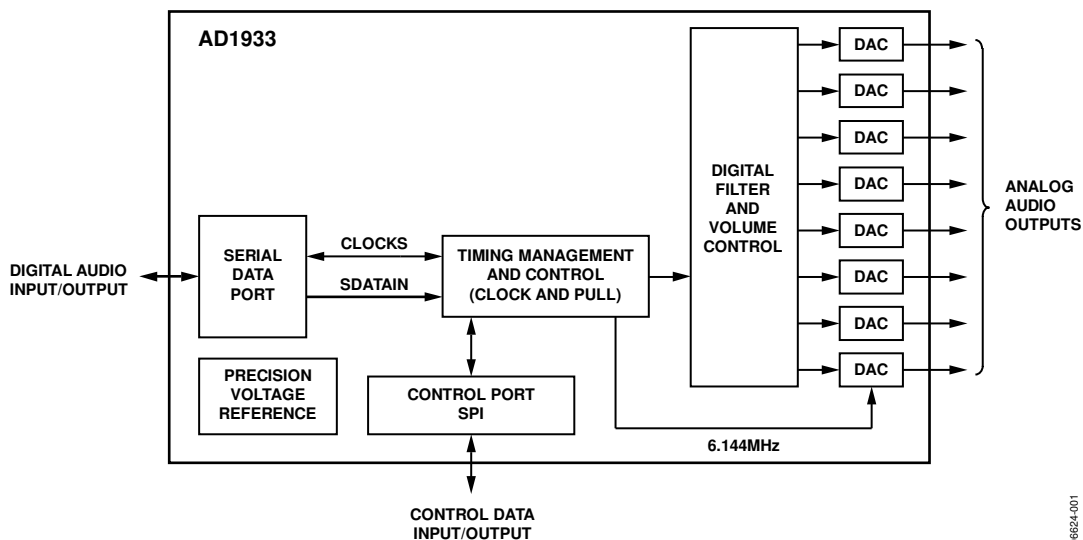 AD1933
DAC
DAC
DAC
DAC
DAC
DAC
DAC
DAC
DIGITAL
FILTER
AND
VOLUME
CONTROL
ANALOG
AUDIO
OUTPUTS
DIGITAL AUDIO
INPUT/OUTPUT
SERIAL
DATA
PORT
CLOCKS
SDATAIN
TIMING MANAGEMENT
AND CONTROL
(CLOCK AND PULL)
PRECISION
VOLTAGE
REFERENCE
CONTROL PORT
SPI
6.144MHz
CONTROL DATA
INPUT/OUTPUT
6624-001